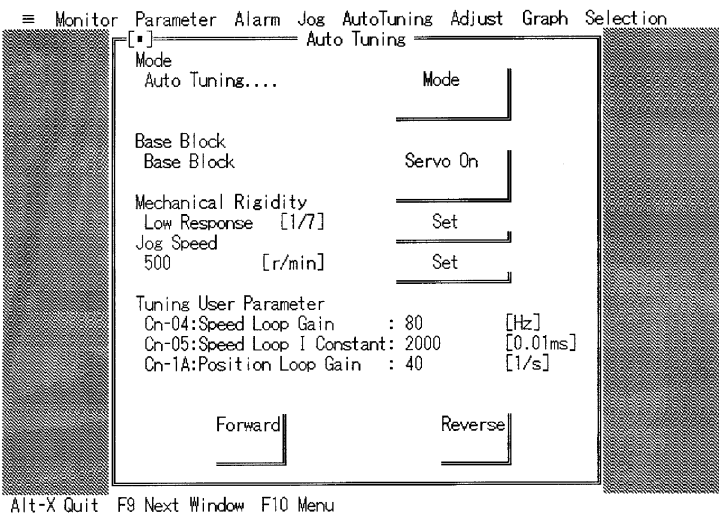 ≡ Monitor Parameter Alarm Jog AutoTuning Adjust Graph Selection
[▪] Auto Tuning
Mode
Auto Tuning.... Mode
Base Block
Base Block Servo On
Mechanical Rigidity
Low Response [1/7] Set
Jog Speed
500 [r/min] Set
Tuning User Parameter
Cn-04:Speed Loop Gain : 80 [Hz]
Cn-05:Speed Loop I Constant: 2000 [0.01ms]
Cn-1A:Position Loop Gain : 40 [1/s]
Forward Reverse
Alt-X Quit F9 Next Window F10 Menu